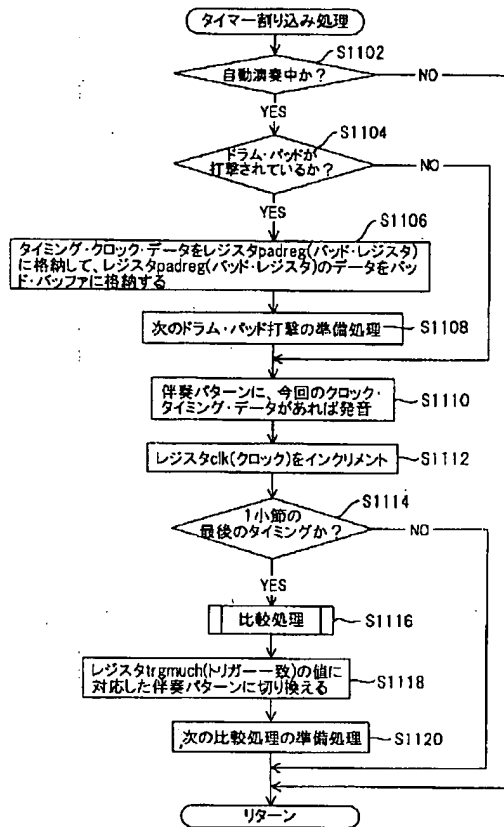 タイマー割り込み処理
S1102
自動演奏中か？
NO
YES
S1104
ドラム・パッドが
打撃されているか？
NO
YES
S1106
タイミング・クロック・データをレジスタpadreg(パッド・レジスタ)
に格納して、レジスタpadreg(パッド・レジスタ)のデータをパッ
ド・バッファに格納する
次のドラム・パッド打撃の準備処理
S1108
伴奏パターンに、今回のクロック・
タイミング・データがあれば発音
S1110
レジスタclk(クロック)をインクリメント
S1112
S1114
1小節の
最後のタイミングか？
NO
YES
比較処理
S1116
レジスタtrgmuch(トリガー一致)の値に
対応した伴奏パターンに切り換える
S1118
次の比較処理の準備処理
S1120
リターン